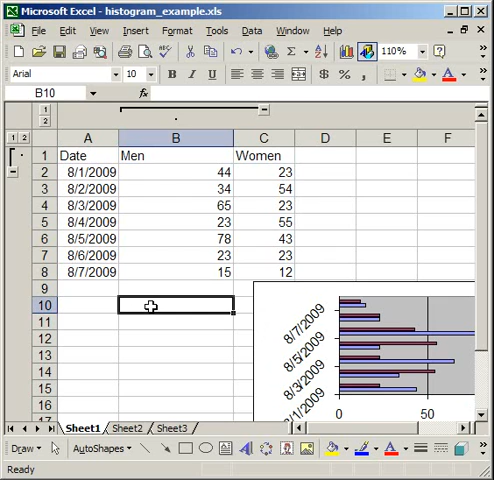 Microsoft Excel - histogram_example.xls
File Edit View Insert Format Tools Data Window
110%
Arial 10 B I U $ % ,
B10 fx
1
2
1 2 A B C D E F
1 Date Men Women
2 8/1/2009 44 23
3 8/2/2009 34 54
4 8/3/2009 65 23
5 8/4/2009 23 55
6 8/5/2009 78 43
7 8/6/2009 23 23
8 8/7/2009 15 12
9
10
11
12
13
14
15
16
17
8/7/2009
8/5/2009
8/3/2009
8/1/2009
0 50
Sheet1 Sheet2 Sheet3
Draw AutoShapes
Ready